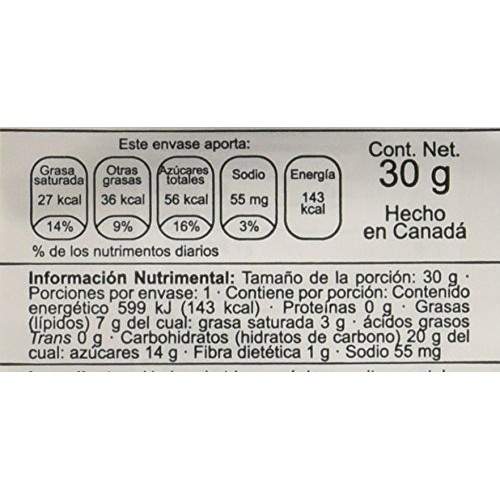 Este envase aporta:
Cont. Net.
30 g
Hecho
en Canadá
Grasa saturada
27 kcal
14%
Otras grasas
36 kcal
9%
Azúcares totales
56 kcal
16%
Sodio
55 mg
3%
Energía
143 kcal
% de los nutrimentos diarios
Información Nutrimental: Tamaño de la porción: 30 g ·
Porciones por envase: 1 · Contiene por porción: Contenido
energético 599 kJ (143 kcal) · Proteínas 0 g · Grasas
(lípidos) 7 g del cual: grasa saturada 3 g · ácidos grasos
Trans 0 g · Carbohidratos (hidratos de carbono) 20 g del
cual: azúcares 14 g · Fibra dietética 1 g · Sodio 55 mg